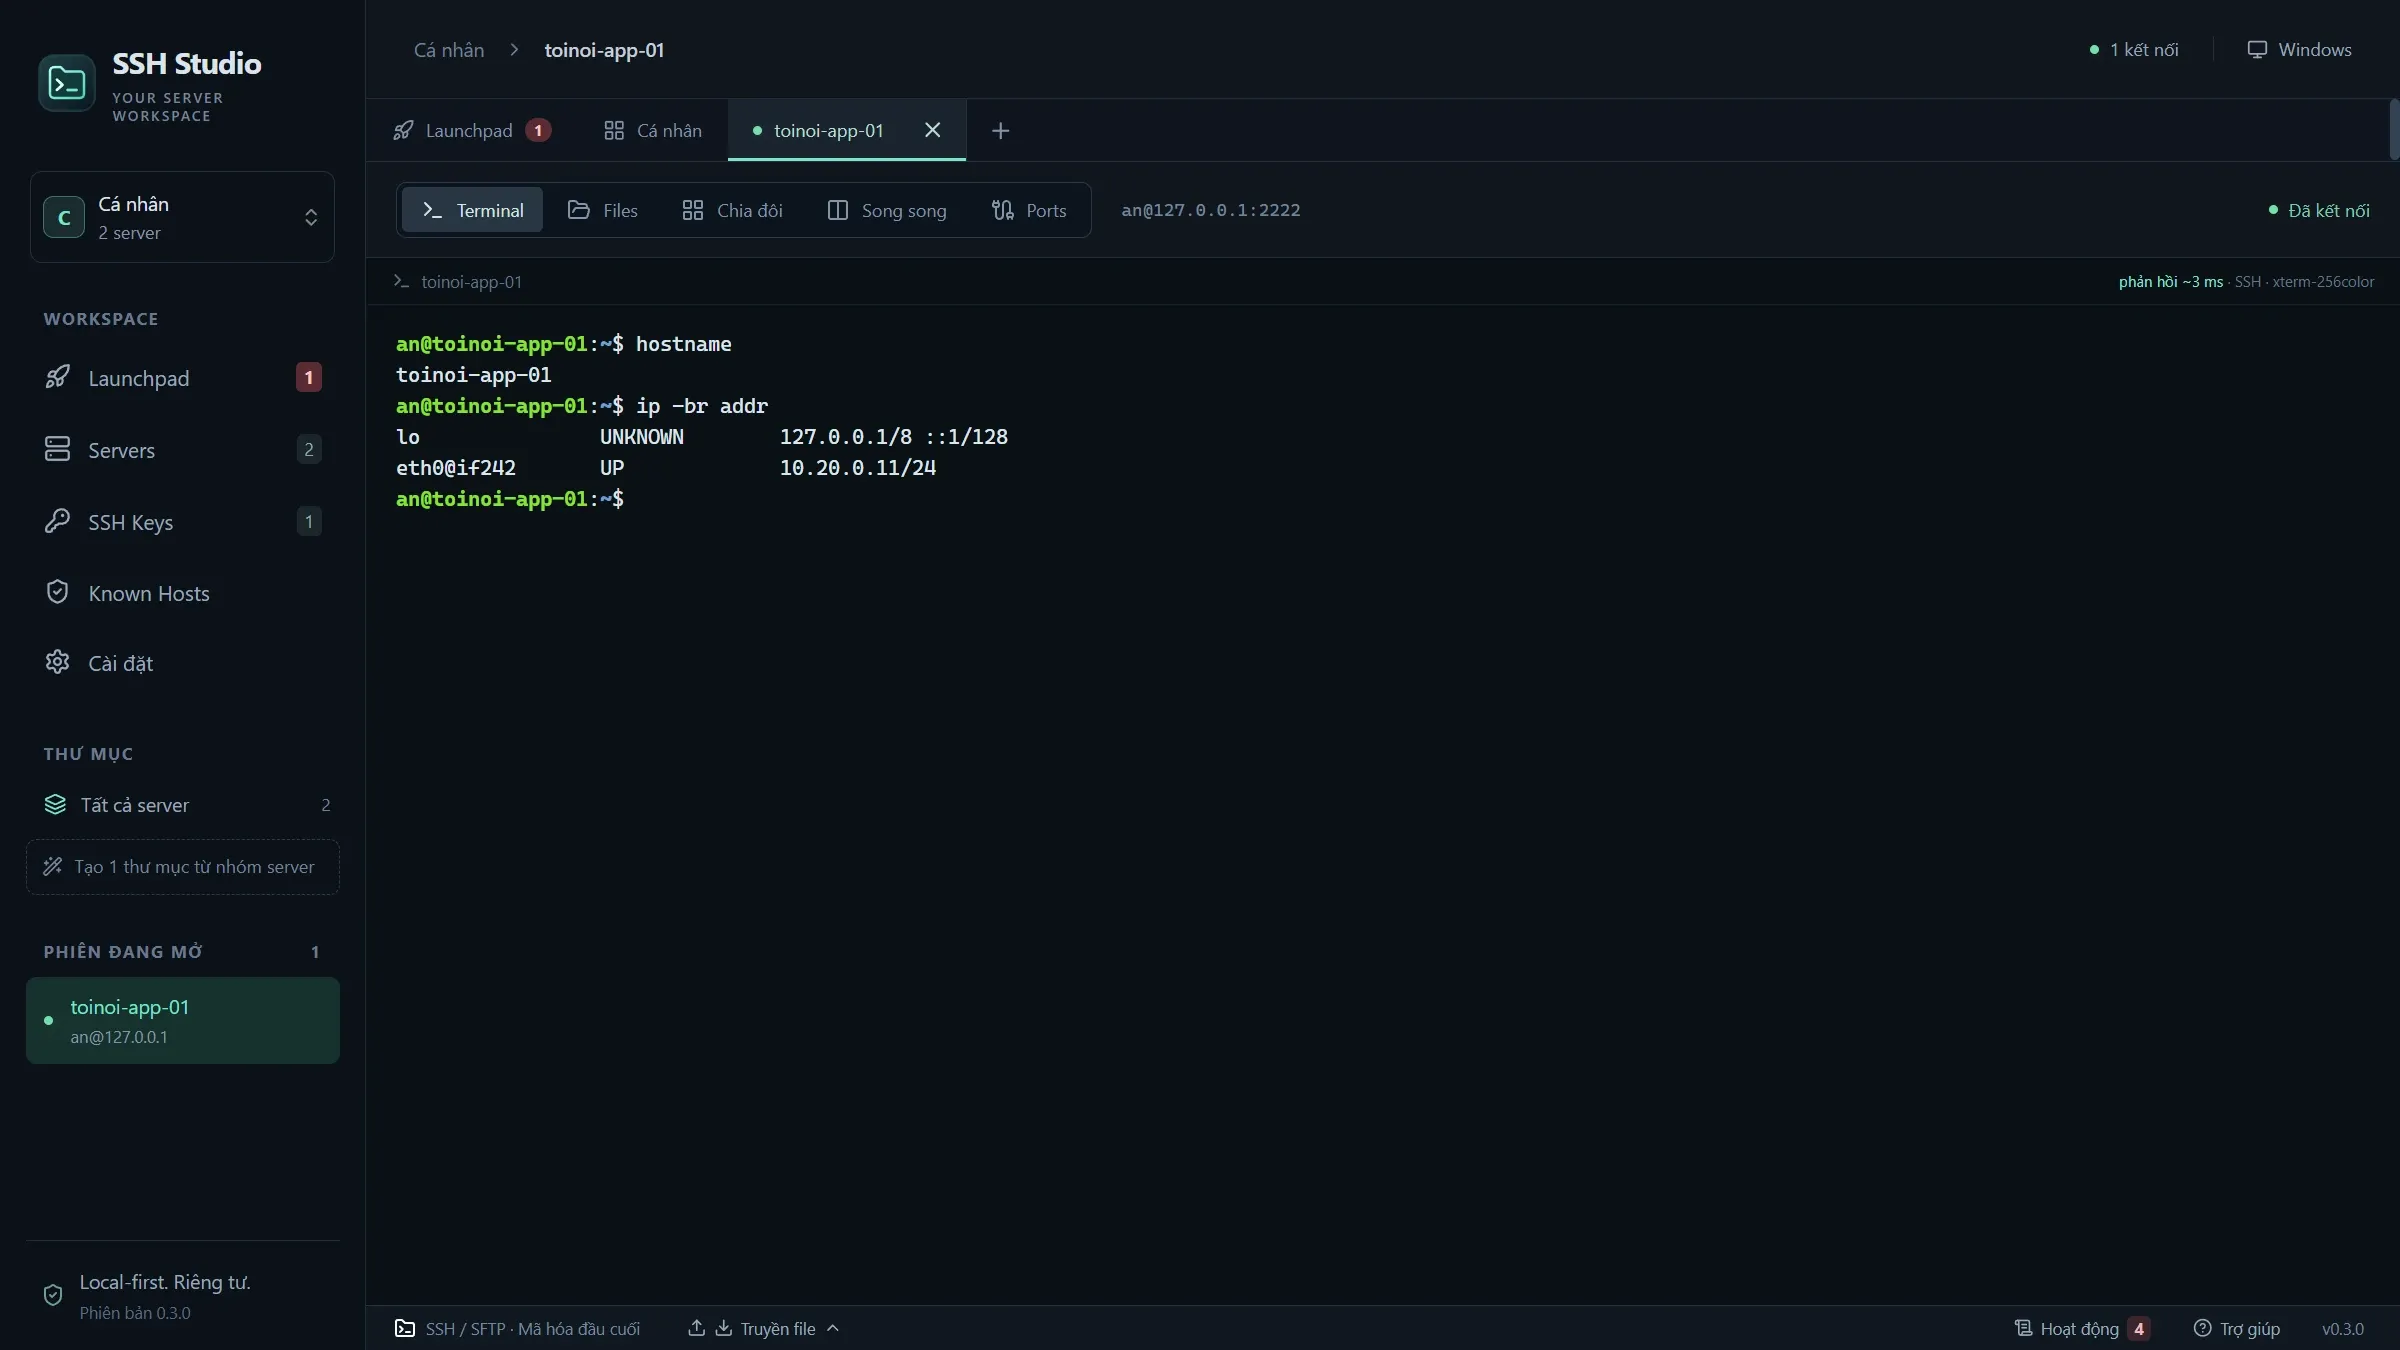 SSH Studio
YOUR SERVER
WORKSPACE
C
Cá nhân
2 server
WORKSPACE
Launchpad 1
Servers 2
SSH Keys 1
Known Hosts
Cài đặt
THƯ MỤC
Tất cả server 2
Tạo 1 thư mục từ nhóm server
PHIÊN ĐANG MỞ 1
toinoi-app-01
an@127.0.0.1
Local-first. Riêng tư.
Phiên bản 0.3.0
Cá nhân > toinoi-app-01
1 kết nối
Windows
Launchpad 1
Cá nhân
toinoi-app-01
Terminal
Files
Chia đôi
Song song
Ports
an@127.0.0.1:2222
Đã kết nối
toinoi-app-01
phản hồi ~3 ms · SSH · xterm-256color
an@toinoi-app-01:~$ hostname
toinoi-app-01
an@toinoi-app-01:~$ ip -br addr
lo UNKNOWN 127.0.0.1/8 ::1/128
eth0@if242 UP 10.20.0.11/24
an@toinoi-app-01:~$
SSH / SFTP · Mã hóa đầu cuối
Truyền file
Hoạt động 4
Trợ giúp
v0.3.0